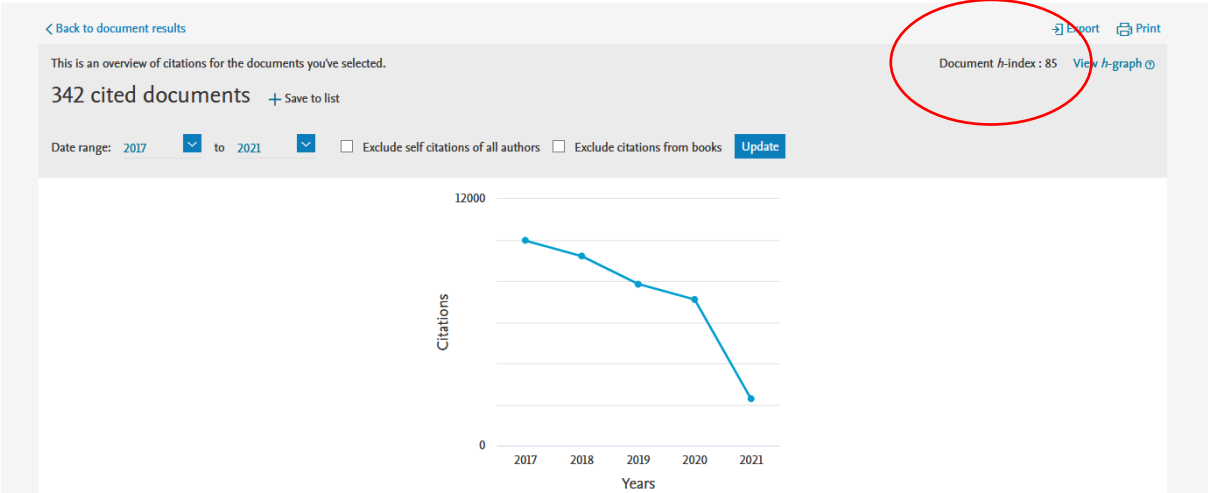 Back to document results
Export Print
This is an overview of citations for the documents you've selected.
Document h-index : 85 View h-graph
342 cited documents + Save to list
Date range: 2017 to 2021 Exclude self citations of all authors Exclude citations from books Update
12000
Citations
0
2017 2018 2019 2020 2021
Years